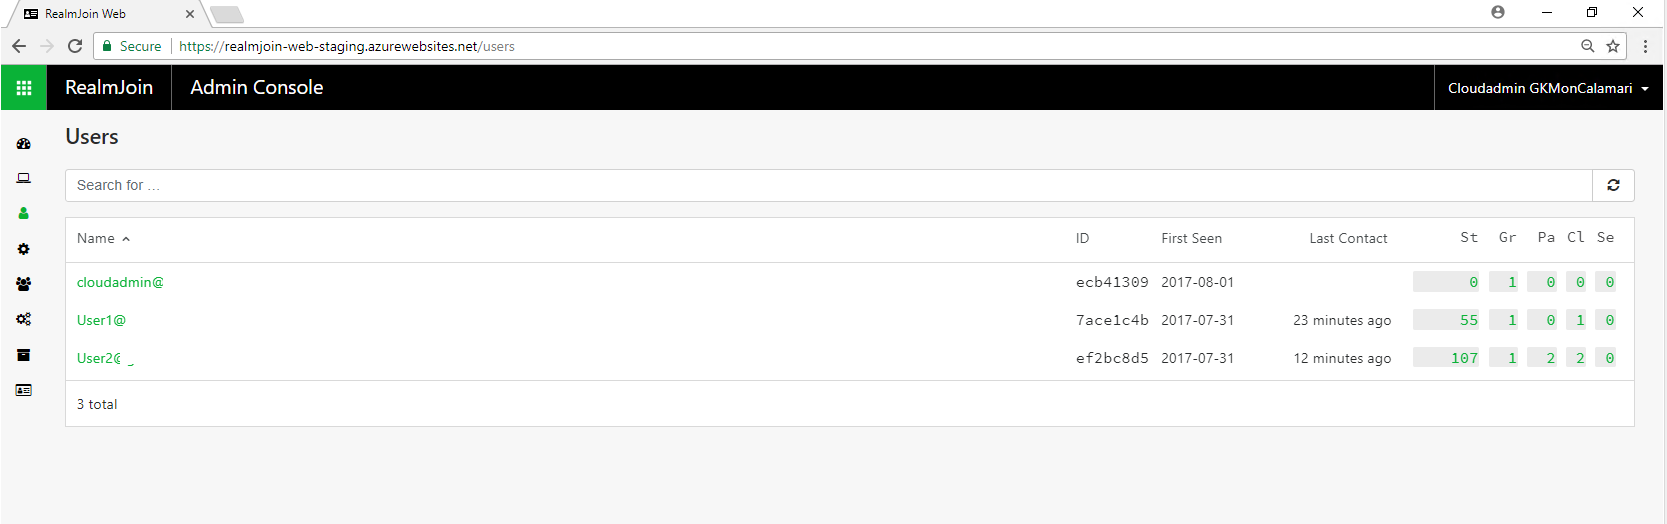 RealmJoin Web
Secure https://realmjoin-web-staging.azurewebsites.net/users
RealmJoin Admin Console Cloudadmin GKMonCalamari
Users
Search for ...
Name ID First Seen Last Contact St Gr Pa Cl Se
cloudadmin@ ecb41309 2017-08-01 0 1 0 0 0
User1@ 7ace1c4b 2017-07-31 23 minutes ago 55 1 0 1 0
User2@ ef2bc8d5 2017-07-31 12 minutes ago 107 1 2 2 0
3 total